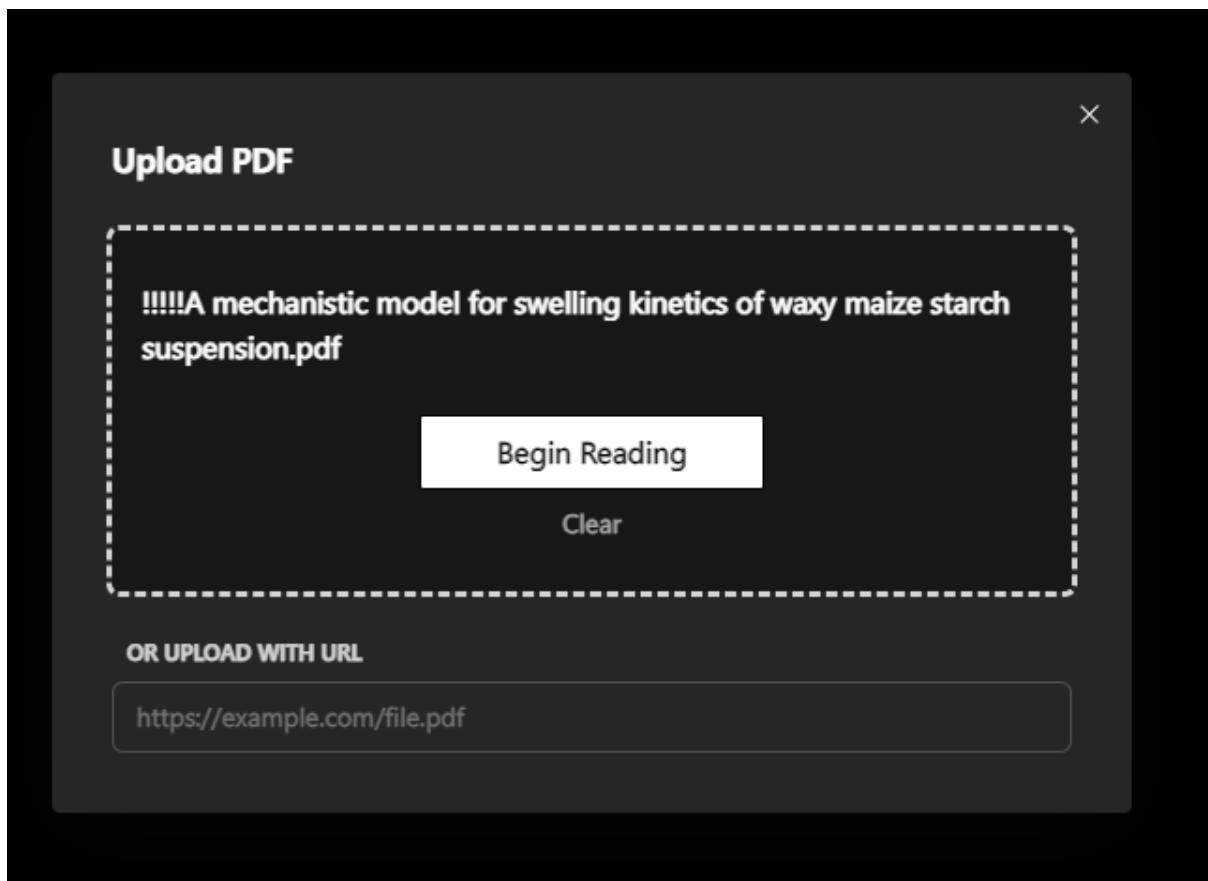 Upload PDF
!!!!!A mechanistic model for swelling kinetics of waxy maize starch
suspension.pdf
Begin Reading
Clear
OR UPLOAD WITH URL
https://example.com/file.pdf